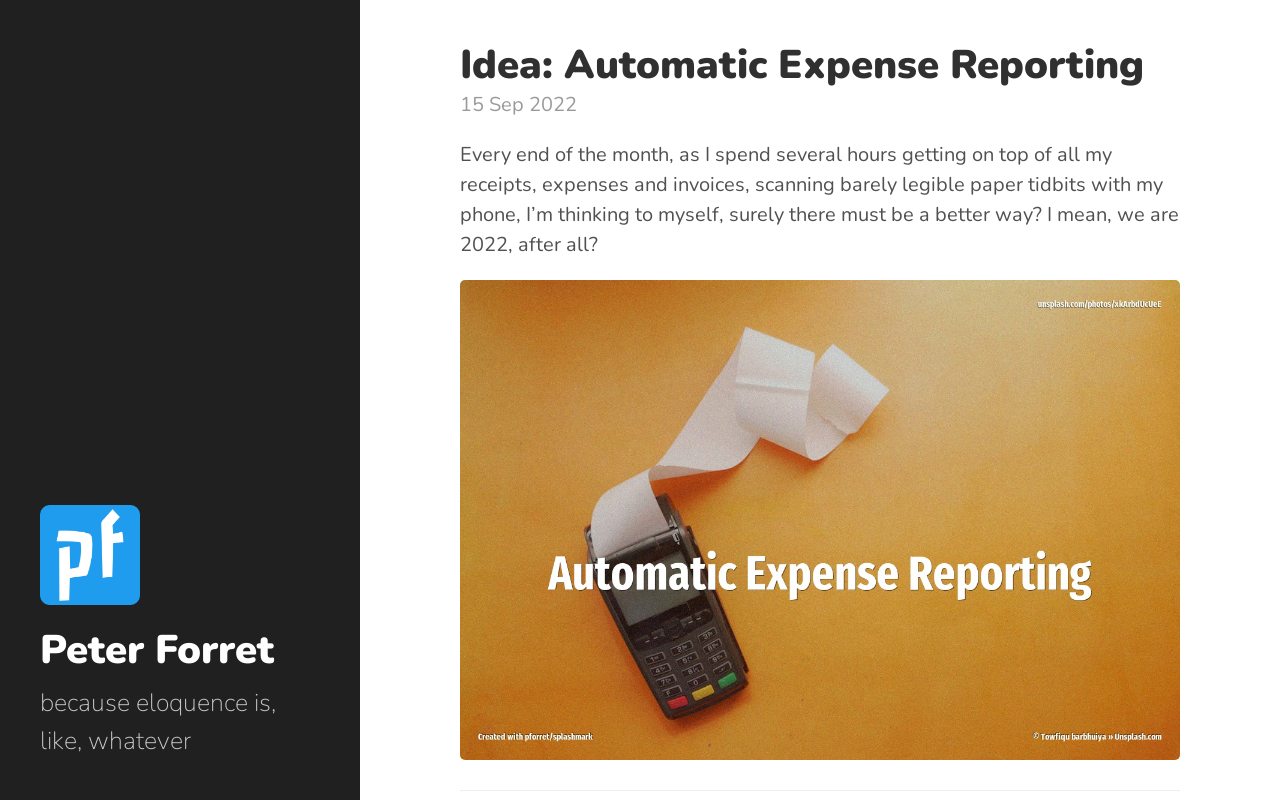 Idea: Automatic Expense Reporting
15 Sep 2022
Every end of the month, as I spend several hours getting on top of all my
receipts, expenses and invoices, scanning barely legible paper tidbits with my
phone, I’m thinking to myself, surely there must be a better way? I mean, we are
2022, after all?
unsplash.com/photos/xkArbdUcUeE
Automatic Expense Reporting
Created with pforret/splashmark
© Towfiqu barbhuiya » Unsplash.com
pf
Peter Forret
because eloquence is,
like, whatever